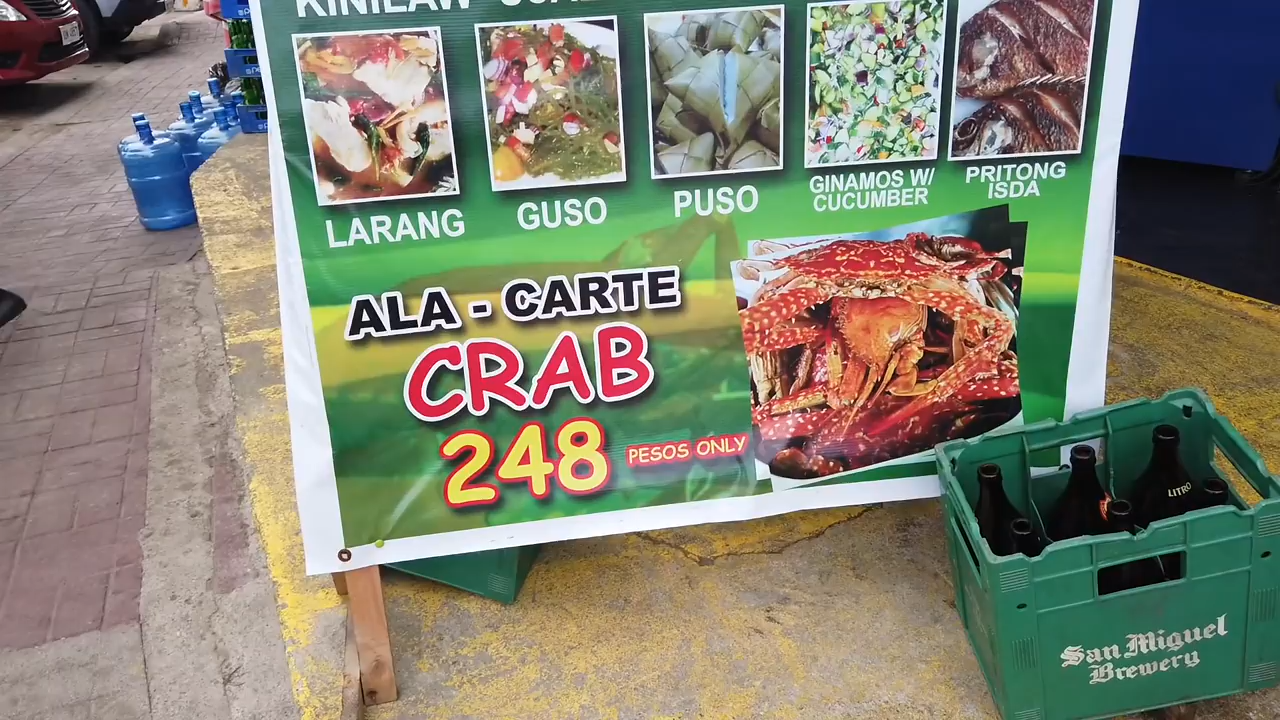 KINILAW
LARANG
GUSO
PUSO
GINAMOS W/
CUCUMBER
PRITONG
ISDA
ALA - CARTE
CRAB
248 PESOS ONLY
LITRO
San Miguel
Brewery